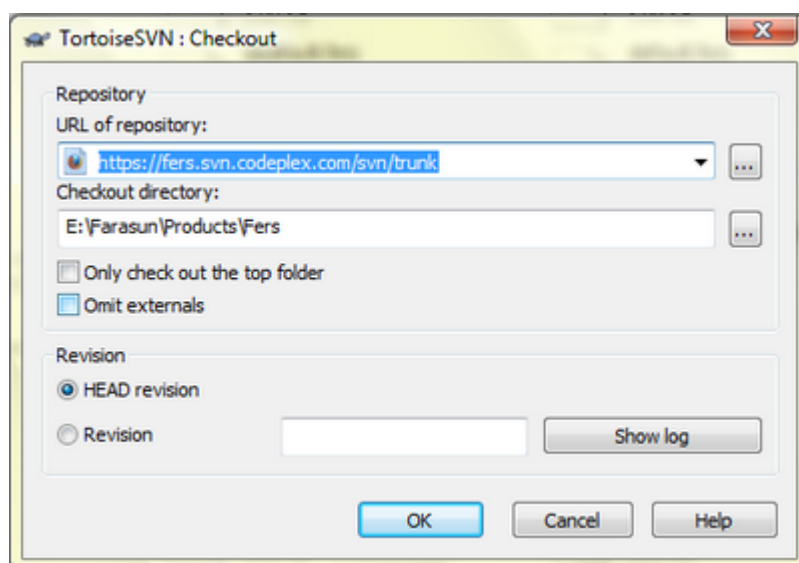 TortoiseSVN : Checkout
Repository
URL of repository:
https://fers.svn.codeplex.com/svn/trunk
...
Checkout directory:
E:\Farasun\Products\Fers
...
Only check out the top folder
Omit externals
Revision
HEAD revision
Revision
Show log
OK Cancel Help